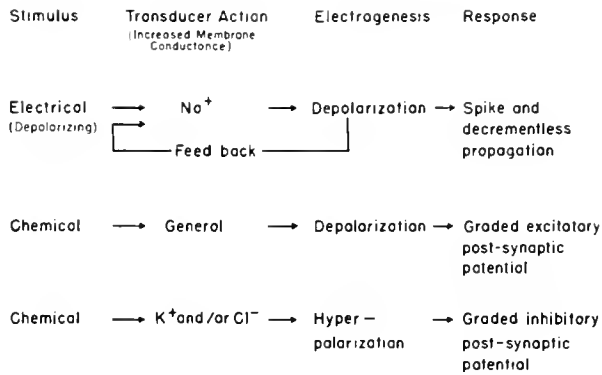 Stimulus Transducer Action Electrogenesis Response
(Increased Membrane
Conductance)
Electrical → Na⁺ → Depolarization → Spike and
(Depolarizing) → decrementless
Feed back propagation
Chemical → General → Depolarization → Graded excitatory
post-synaptic
potential
Chemical → K⁺ and/or Cl⁻ → Hyper- → Graded inhibitory
polarization post-synaptic
potential